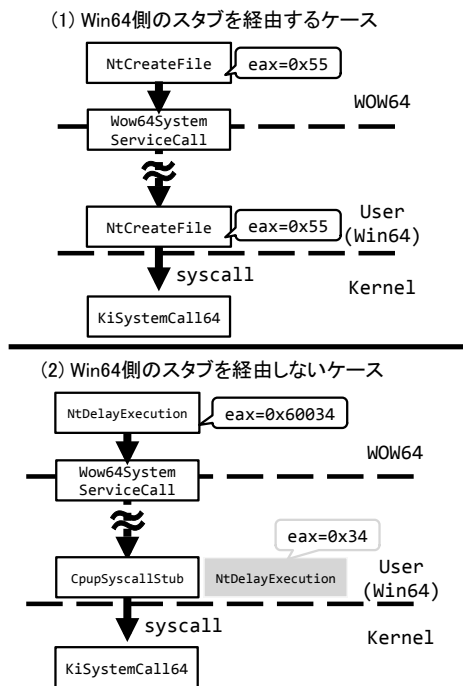 (1) Win64側のスタブを経由するケース
NtCreateFile
eax=0x55
WOW64
Wow64System
ServiceCall
NtCreateFile
eax=0x55
User
(Win64)
syscall
Kernel
KiSystemCall64
(2) Win64側のスタブを経由しないケース
NtDelayExecution
eax=0x60034
WOW64
Wow64System
ServiceCall
eax=0x34
CpupSyscallStub
NtDelayExecution
User
(Win64)
syscall
Kernel
KiSystemCall64